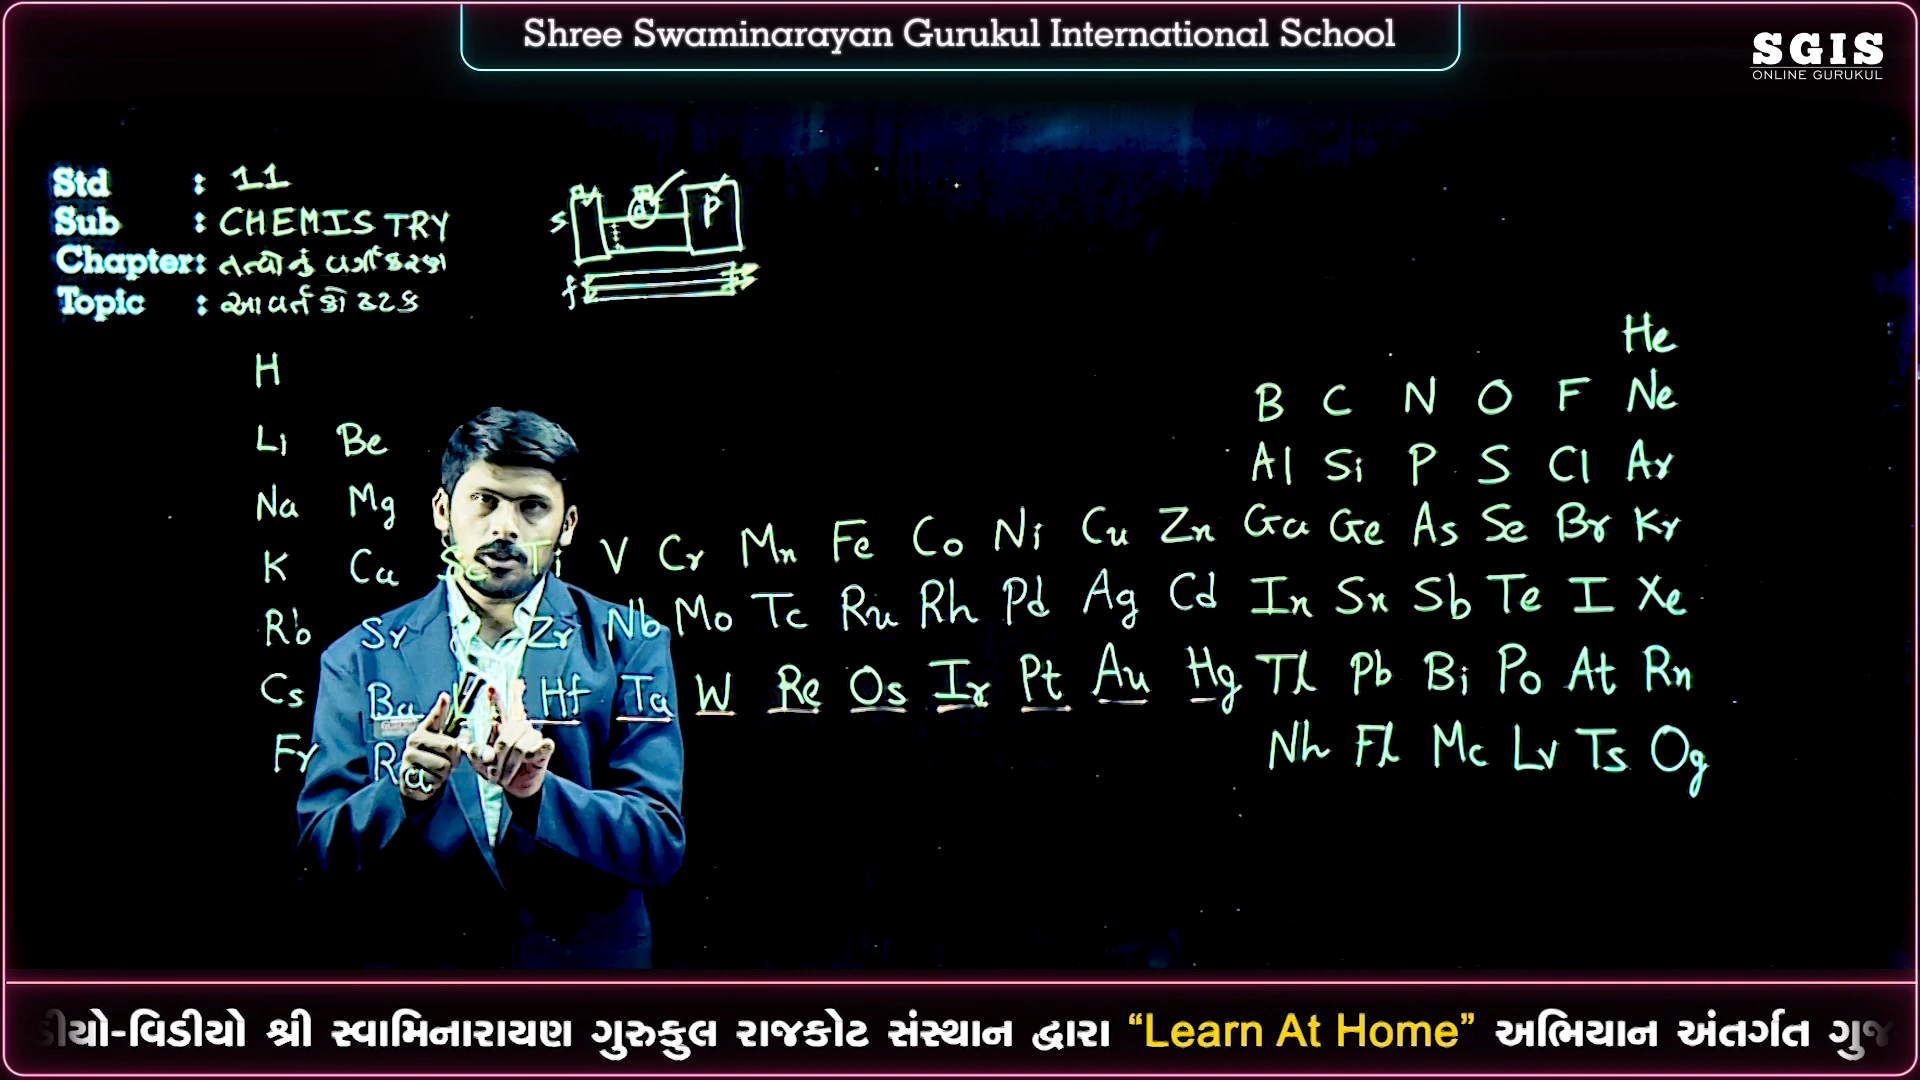 Shree Swaminarayan Gurukul International School
SGIS
ONLINE GURUKUL
Std : 11
Sub : CHEMISTRY
Chapter: તત્વોનું વર્ગીકરણ
Topic : આવર્તકોષ્ટક
S d P
f
He
H
B C N O F Ne
Li Be
Al Si P S Cl Ar
Na Mg
K Ca Sc Ti V Cr Mn Fe Co Ni Cu Zn Ga Ge As Se Br Kr
Rb Sr Zr Nb Mo Tc Ru Rh Pd Ag Cd In Sn Sb Te I Xe
Cs Ba Hf Ta W Re Os Ir Pt Au Hg Tl Pb Bi Po At Rn
Fr Ra Nh Fl Mc Lv Ts Og
ડીયો-વિડીયો શ્રી સ્વામિનારાયણ ગુરુકુલ રાજકોટ સંસ્થાન દ્વારા “Learn At Home” અભિયાન અંતર્ગત ગુજ